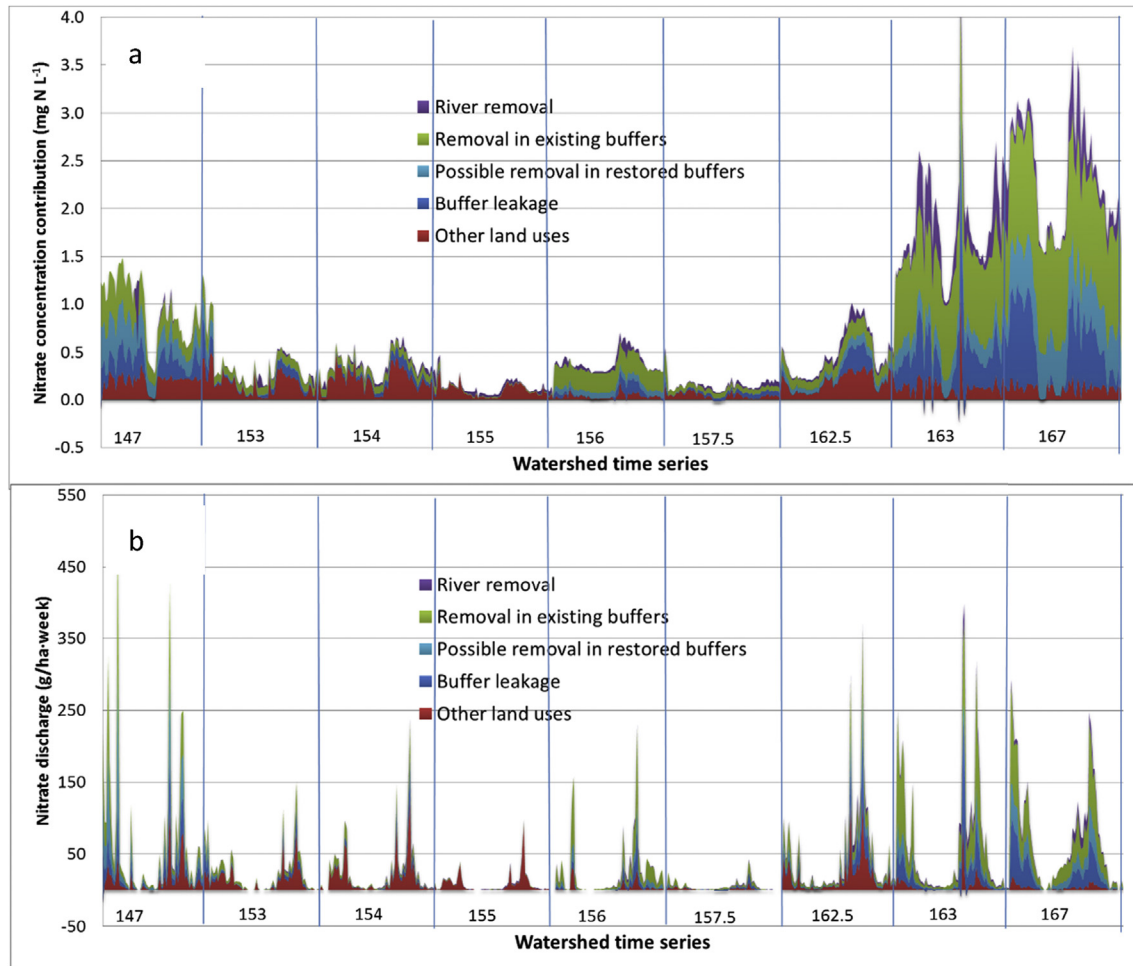 a
4.0
3.5
3.0
2.5
2.0
1.5
1.0
0.5
0.0
-0.5
Nitrate concentration contribution (mg N L⁻¹)
River removal
Removal in existing buffers
Possible removal in restored buffers
Buffer leakage
Other land uses
147 153 154 155 156 157.5 162.5 163 167
Watershed time series
b
550
450
350
250
150
50
-50
Nitrate discharge (g/ha·week)
River removal
Removal in existing buffers
Possible removal in restored buffers
Buffer leakage
Other land uses
147 153 154 155 156 157.5 162.5 163 167
Watershed time series